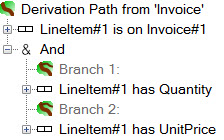 Derivation Path from 'Invoice'
LineItem#1 is on Invoice#1
& And
Branch 1:
LineItem#1 has Quantity
Branch 2:
LineItem#1 has UnitPrice